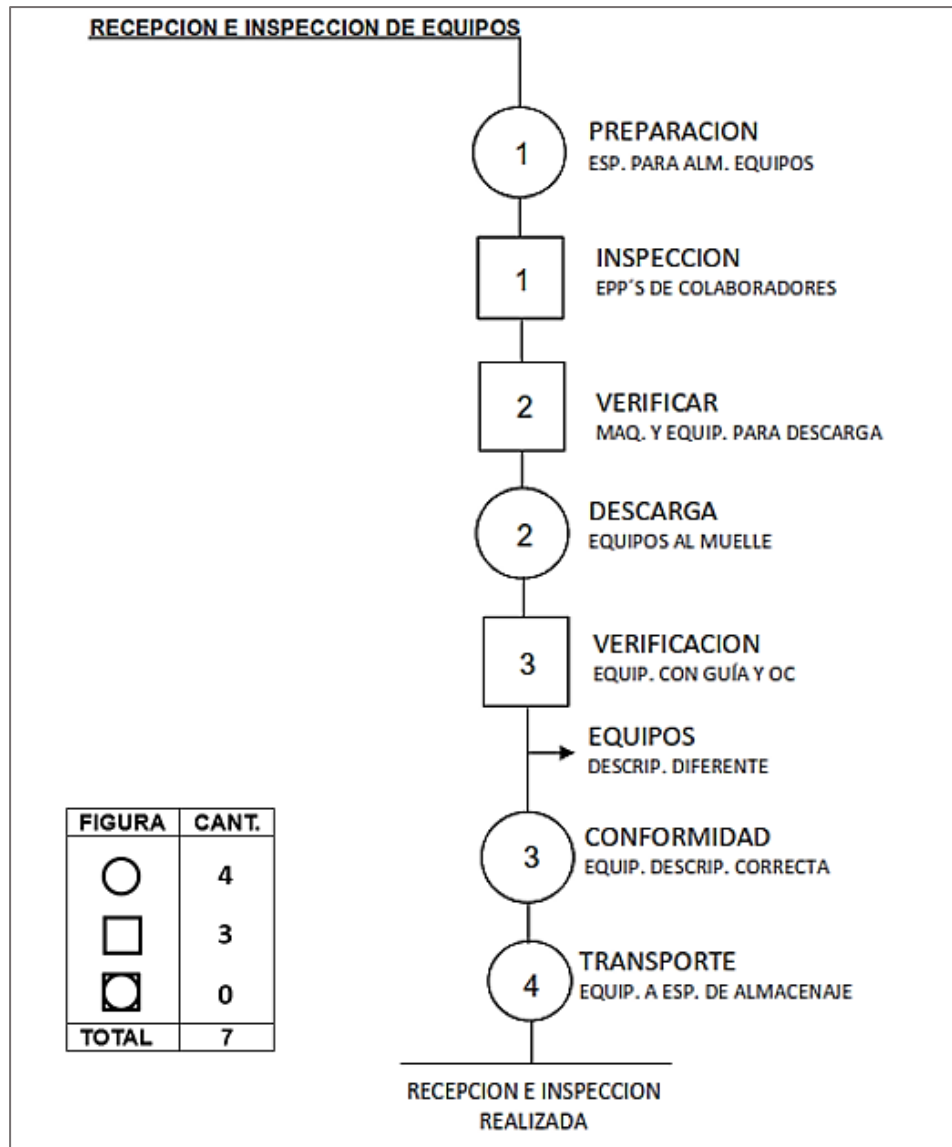 RECEPCION E INSPECCION DE EQUIPOS
1
PREPARACION
ESP. PARA ALM. EQUIPOS
1
INSPECCION
EPP´S DE COLABORADORES
2
VERIFICAR
MAQ. Y EQUIP. PARA DESCARGA
2
DESCARGA
EQUIPOS AL MUELLE
3
VERIFICACION
EQUIP. CON GUÍA Y OC
EQUIPOS
DESCRIP. DIFERENTE
3
CONFORMIDAD
EQUIP. DESCRIP. CORRECTA
4
TRANSPORTE
EQUIP. A ESP. DE ALMACENAJE
RECEPCION E INSPECCION
REALIZADA
FIGURA CANT.
4
3
0
TOTAL 7